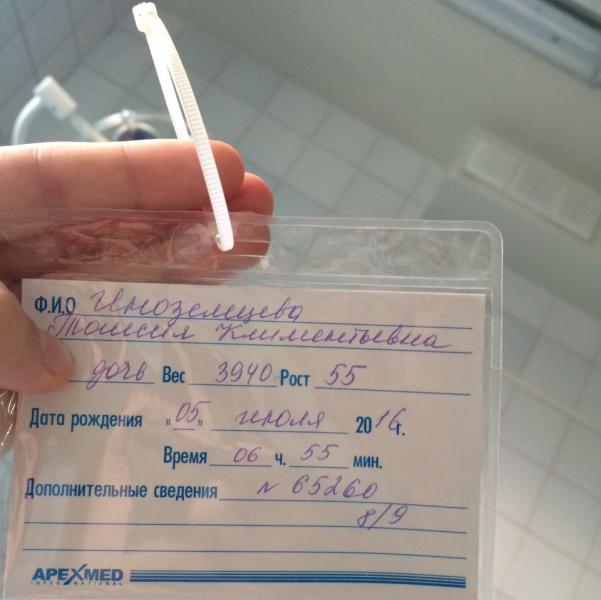 Ф.И.О Иноземцева
Таисия Климентьевна
дочь Вес 3940 Рост 55
Дата рождения «05» июля 2016г.
Время 06 ч. 55 мин.
Дополнительные сведения N 65260
8/9
APEXMED
INTERNATIONAL